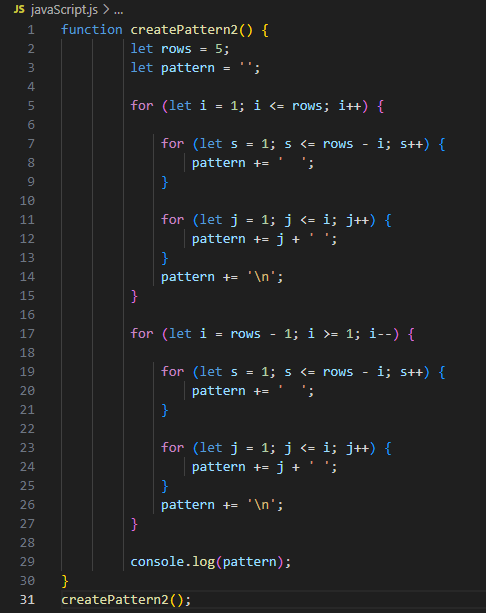 JS javaScript.js > ...
1 function createPattern2() {
2         let rows = 5;
3         let pattern = '';
4
5         for (let i = 1; i <= rows; i++) {
6
7             for (let s = 1; s <= rows - i; s++) {
8                 pattern += '  ';
9             }
10
11             for (let j = 1; j <= i; j++) {
12                 pattern += j + ' ';
13             }
14             pattern += '\n';
15         }
16
17         for (let i = rows - 1; i >= 1; i--) {
18
19             for (let s = 1; s <= rows - i; s++) {
20                 pattern += '  ';
21             }
22
23             for (let j = 1; j <= i; j++) {
24                 pattern += j + ' ';
25             }
26             pattern += '\n';
27         }
28
29         console.log(pattern);
30 }
31 createPattern2();